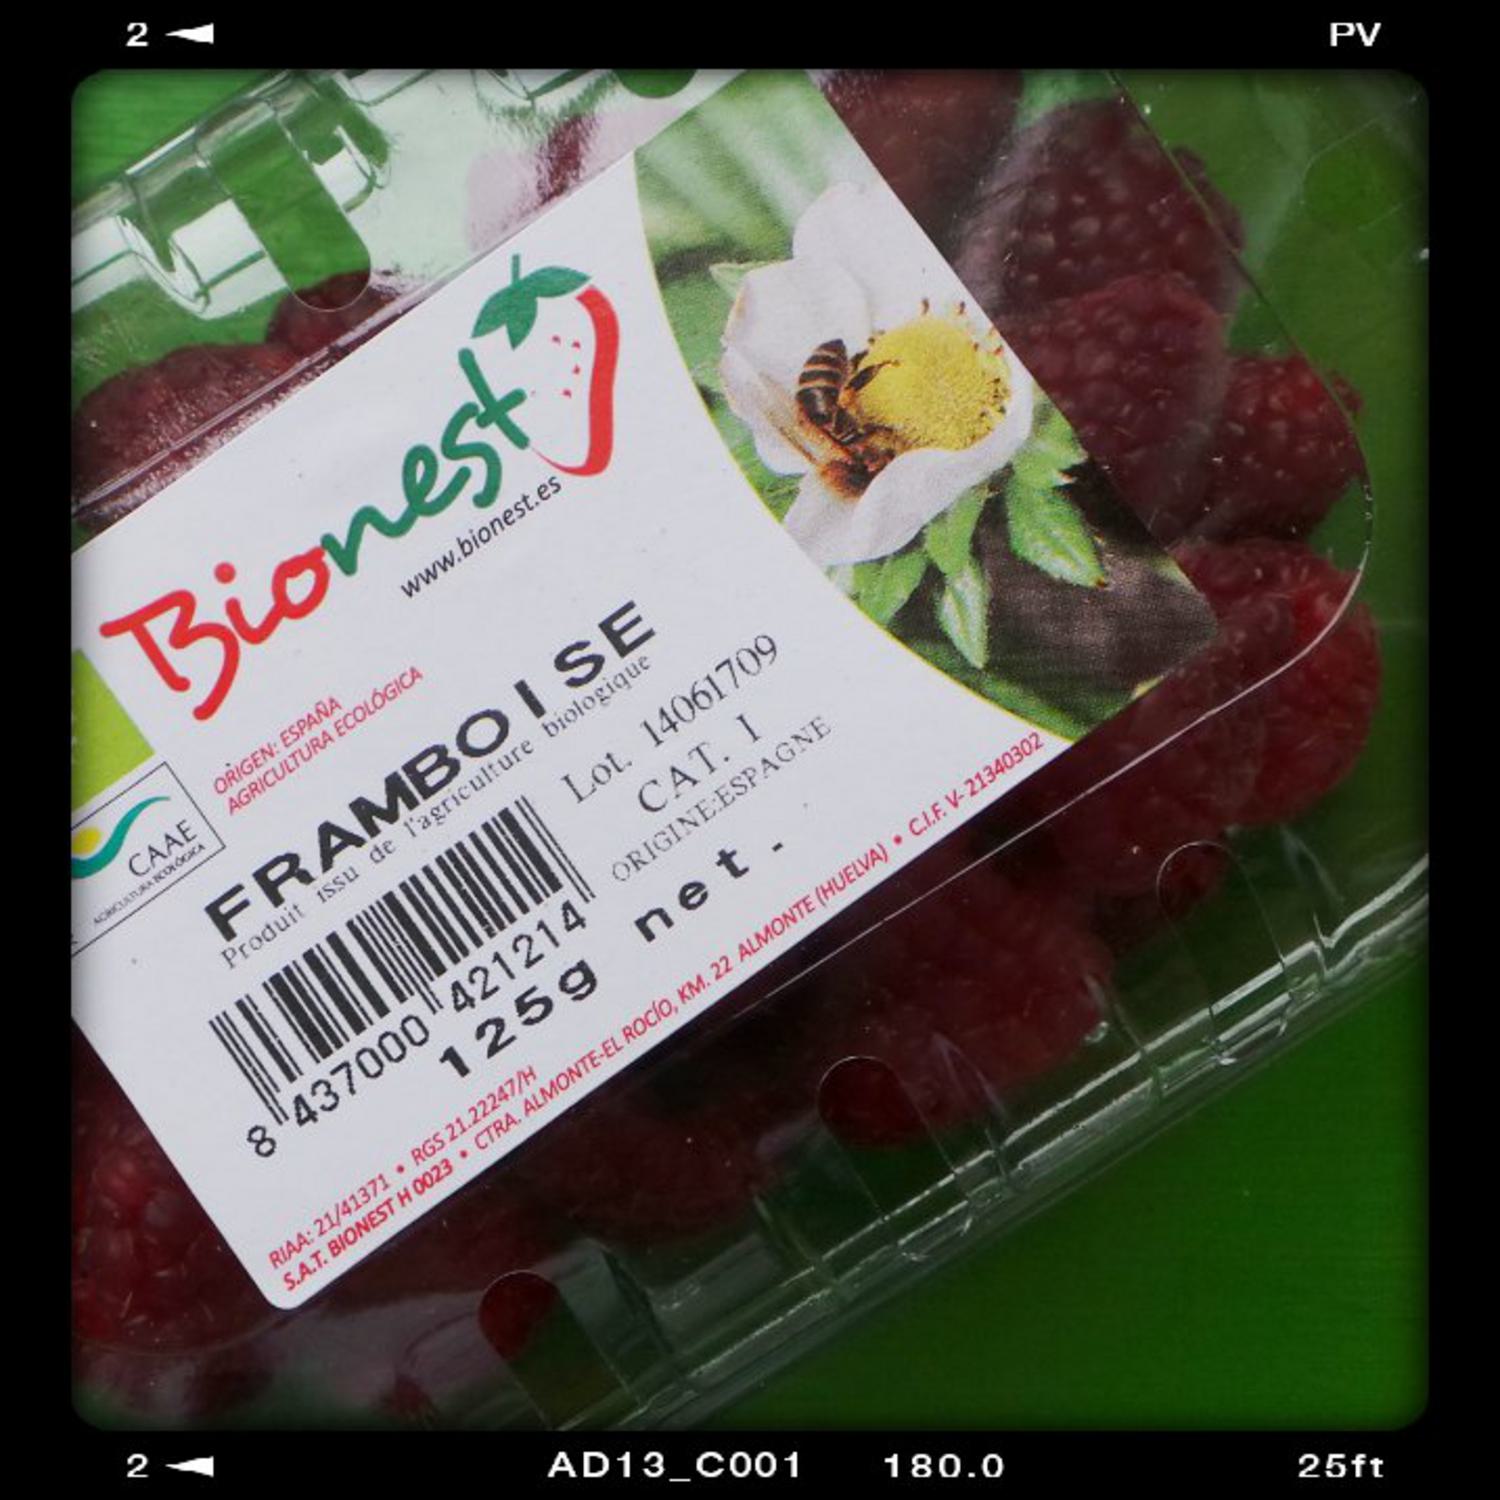 2
PV
Bionest
www.bionest.es
ORIGEN: ESPAÑA
AGRICULTURA ECOLÓGICA
CAAE
AGRICULTURA ECOLÓGICA
FRAMBOISE
Produit issu de l'agriculture biologique
Lot. 14061709
CAT. I
ORIGINE:ESPAGNE
8 437000 421214
125g net.
RIAA: 21/41371 • RGS 21.22247/H
S.A.T. BIONEST H 0023 • CTRA. ALMONTE-EL ROCÍO, KM. 22 ALMONTE (HUELVA) • C.I.F. V-21340302
2
AD13_C001 180.0 25ft